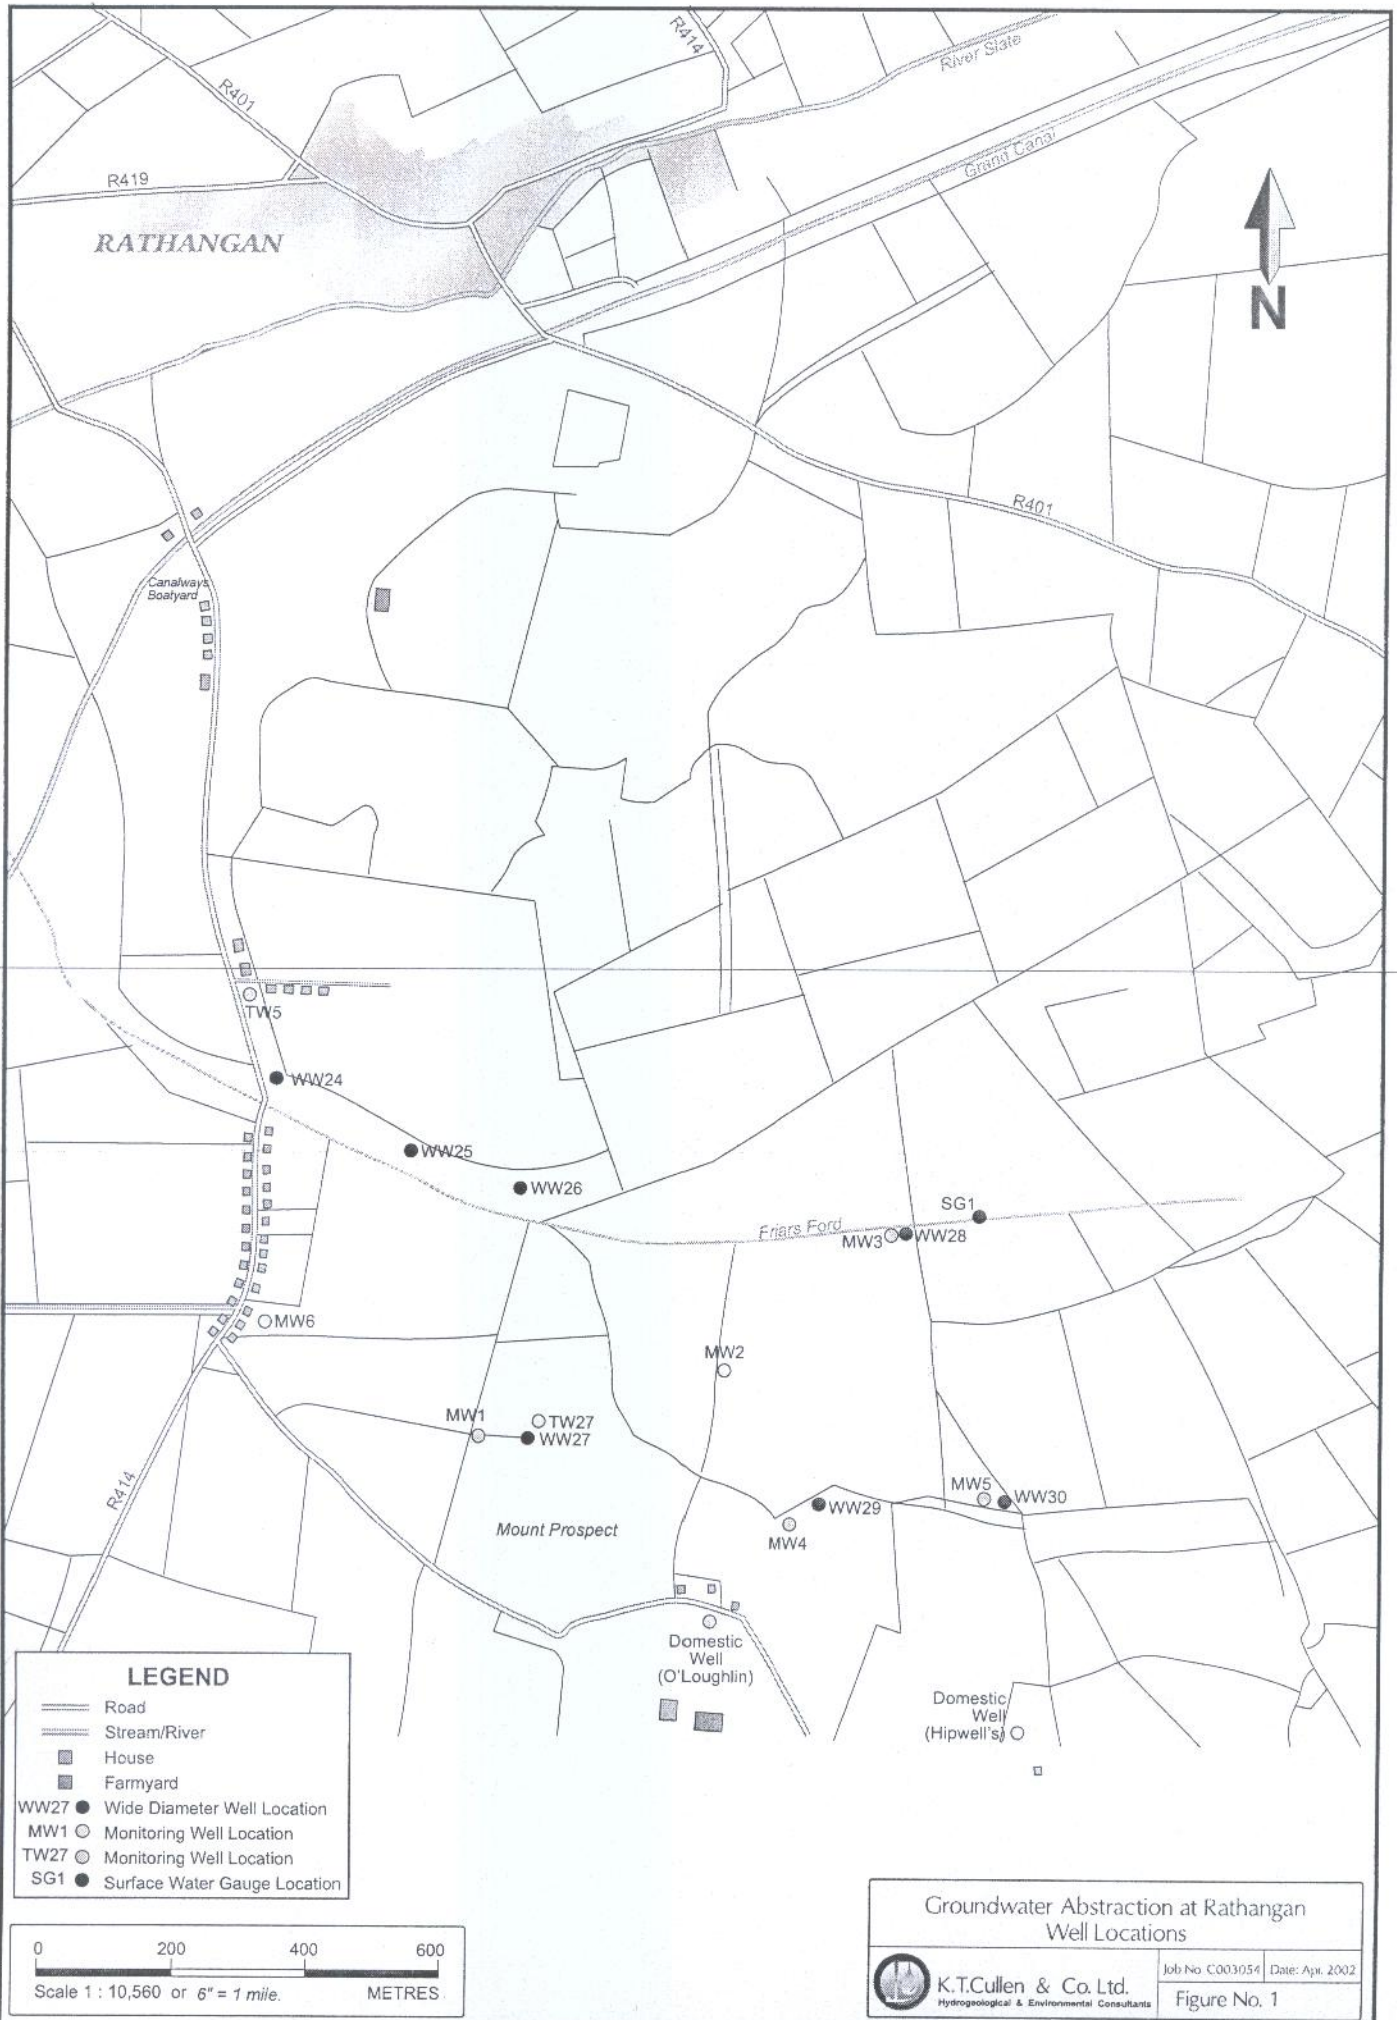 R414
River Slate
R401
Grand Canal
R419
RATHANGAN
N
R401
Canalways
Boatyard
TW5
WW24
WW25
WW26
SG1
Friars Ford
MW3
WW28
MW6
MW2
MW1
TW27
WW27
R414
MW5
WW30
WW29
MW4
Mount Prospect
Domestic
Well
(O'Loughlin)
Domestic
Well
(Hipwell's)
LEGEND
Road
Stream/River
House
Farmyard
WW27 Wide Diameter Well Location
MW1 Monitoring Well Location
TW27 Monitoring Well Location
SG1 Surface Water Gauge Location
0 200 400 600
Scale 1 : 10,560 or 6" = 1 mile. METRES
Groundwater Abstraction at Rathangan
Well Locations
K.T.Cullen & Co. Ltd.
Hydrogeological & Environmental Consultants
Job No. C003054 Date: Apr. 2002
Figure No. 1